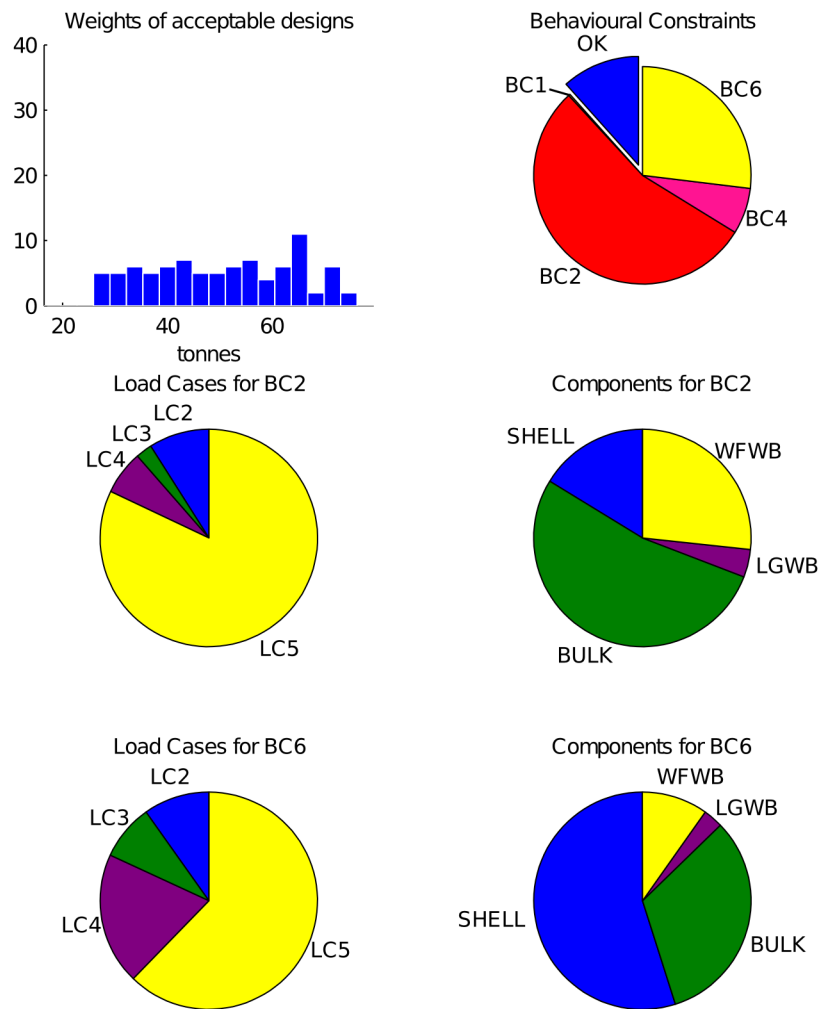 Weights of acceptable designs
40
30
20
10
0
20 40 60
tonnes
Behavioural Constraints
OK
BC1
BC6
BC4
BC2
Load Cases for BC2
LC2
LC3
LC4
LC5
Components for BC2
SHELL
WFWB
LGWB
BULK
Load Cases for BC6
LC2
LC3
LC4
LC5
Components for BC6
WFWB
LGWB
SHELL
BULK